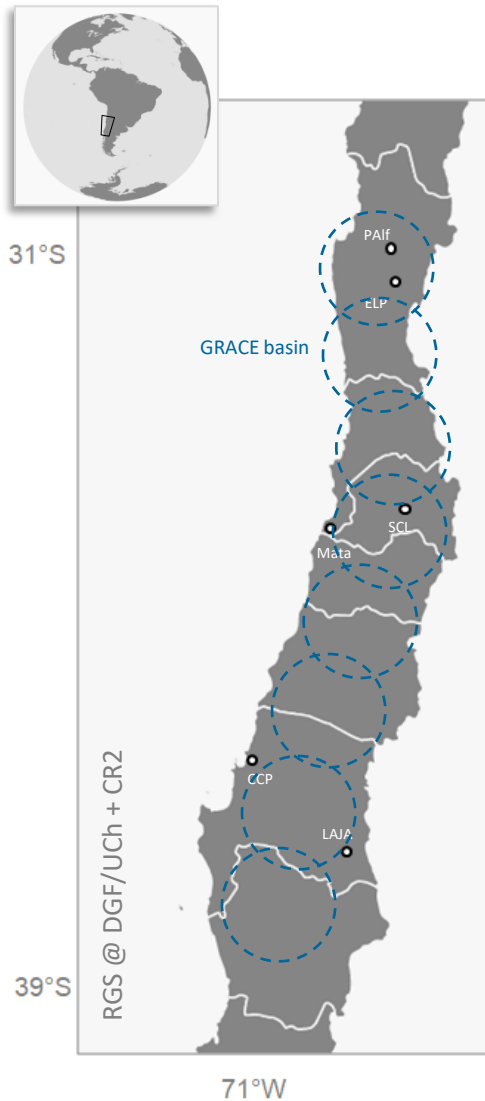 31°S
PAlf
ELP
GRACE basin
SCL
Mata
CCP
LAJA
RGS @ DGF/UCh + CR2
39°S
71°W